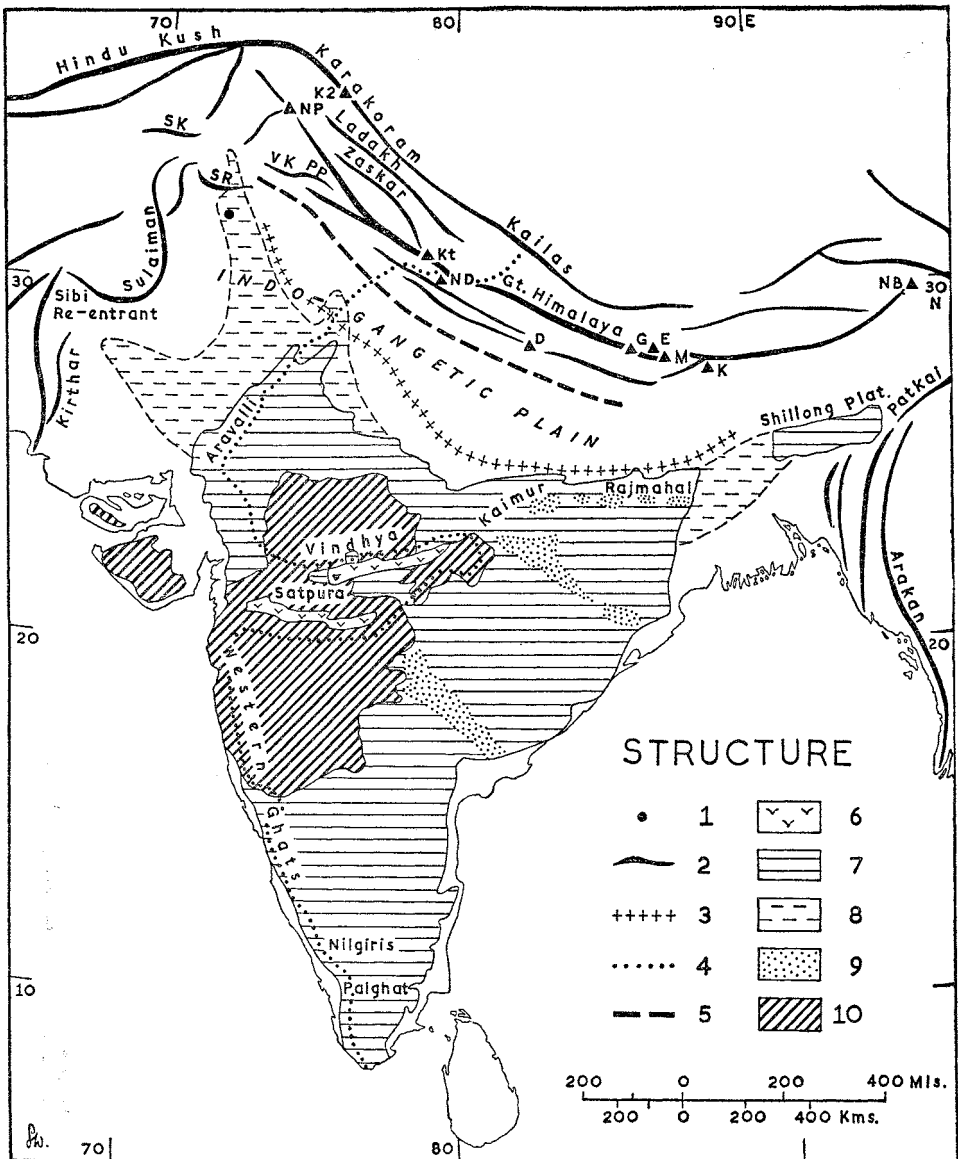 70
80
90 E
Hindu Kush
Karakoram
K2
NP
Ladakh
Zaskar
SK
VK PP
SR
Sulaiman
Kailas
Kt
ND
Gt. Himalaya
NB
30
30
N
Sibi
Re-entrant
Kirthar
INDO GANGETIC PLAIN
D
G
E
M
K
Shillong Plat.
Patkai
Aravalli
Kaimur
Rajmahal
Vindhya
Satpura
Arakan
20
20
Western Ghats
STRUCTURE
1
6
2
7
3
8
4
9
5
10
Nilgiris
Palghat
10
200 0 200 400 Mls.
200 0 200 400 Kms.
70
80